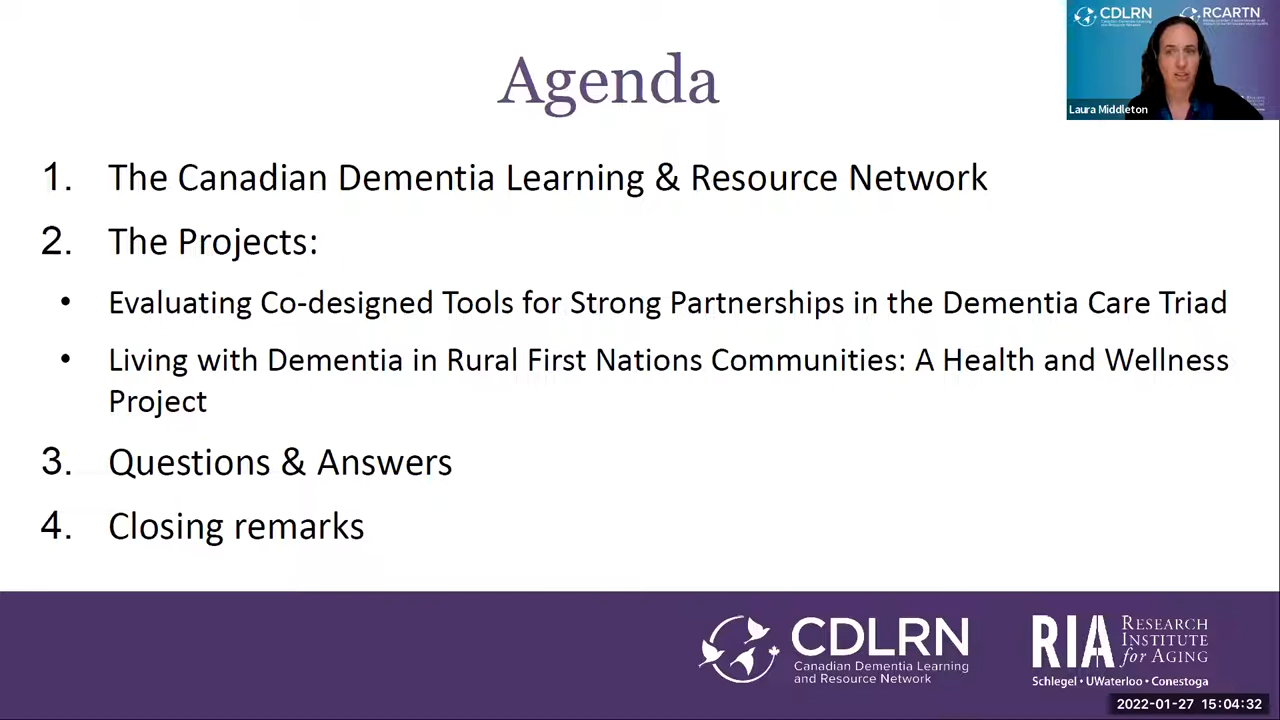 CDLRN
RCARTN
Laura Middleton
Agenda
1. The Canadian Dementia Learning & Resource Network
2. The Projects:
• Evaluating Co-designed Tools for Strong Partnerships in the Dementia Care Triad
• Living with Dementia in Rural First Nations Communities: A Health and Wellness
Project
3. Questions & Answers
4. Closing remarks
CDLRN
Canadian Dementia Learning
and Resource Network
RIA
RESEARCH
INSTITUTE
for AGING
Schlegel • UWaterloo • Conestoga
2022-01-27 15:04:32